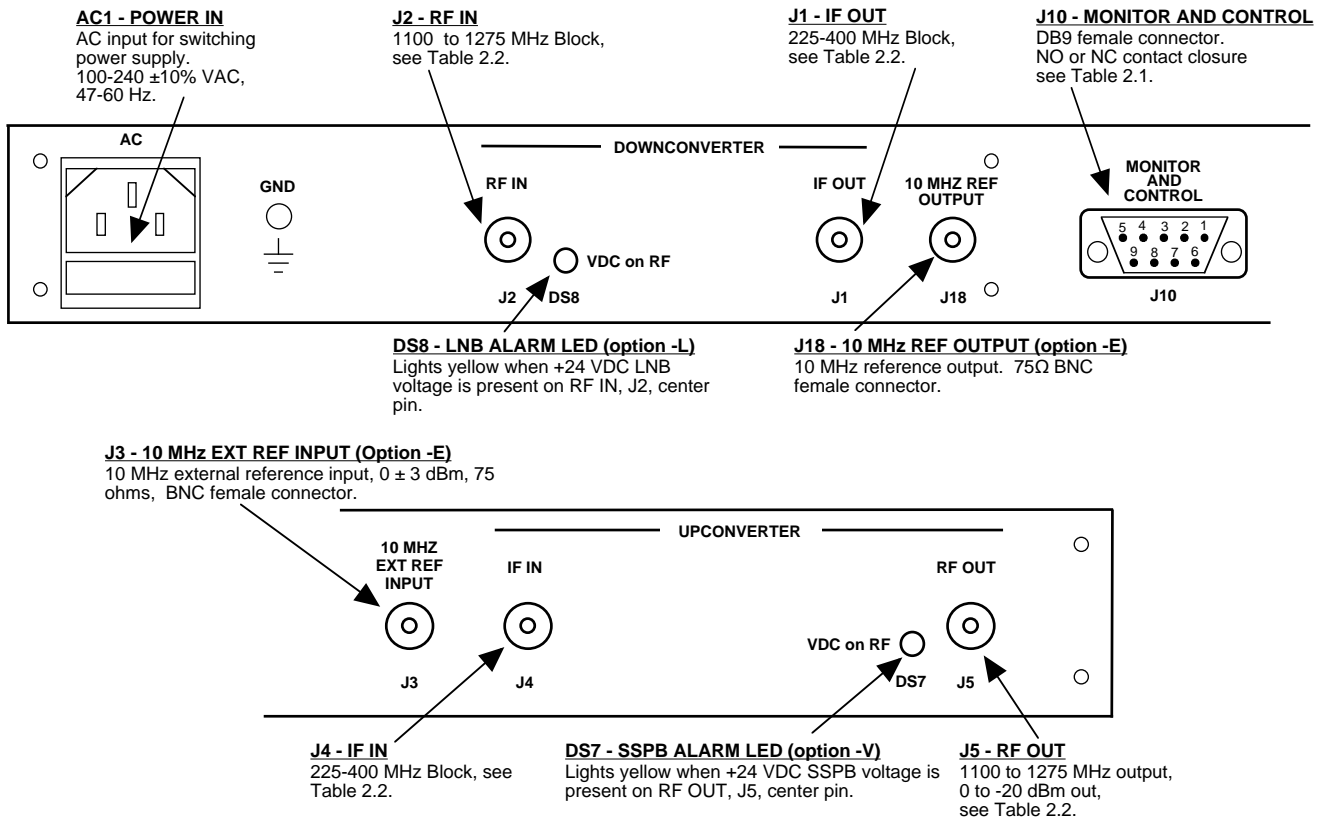 AC1 - POWER IN
AC input for switching
power supply.
100-240 ±10% VAC,
47-60 Hz.
J2 - RF IN
1100 to 1275 MHz Block,
see Table 2.2.
J1 - IF OUT
225-400 MHz Block,
see Table 2.2.
J10 - MONITOR AND CONTROL
DB9 female connector.
NO or NC contact closure
see Table 2.1.
AC
GND
DOWNCONVERTER
RF IN
VDC on RF
J2
DS8
IF OUT
J1
10 MHZ REF
OUTPUT
J18
MONITOR
AND
CONTROL
5 4 3 2 1
9 8 7 6
J10
DS8 - LNB ALARM LED (option -L)
Lights yellow when +24 VDC LNB
voltage is present on RF IN, J2, center
pin.
J18 - 10 MHz REF OUTPUT (option -E)
10 MHz reference output. 75Ω BNC
female connector.
J3 - 10 MHz EXT REF INPUT (Option -E)
10 MHz external reference input, 0 ± 3 dBm, 75
ohms, BNC female connector.
UPCONVERTER
10 MHZ
EXT REF
INPUT
J3
IF IN
J4
VDC on RF
DS7
RF OUT
J5
J4 - IF IN
225-400 MHz Block, see
Table 2.2.
DS7 - SSPB ALARM LED (option -V)
Lights yellow when +24 VDC SSPB voltage is
present on RF OUT, J5, center pin.
J5 - RF OUT
1100 to 1275 MHz output,
0 to -20 dBm out,
see Table 2.2.